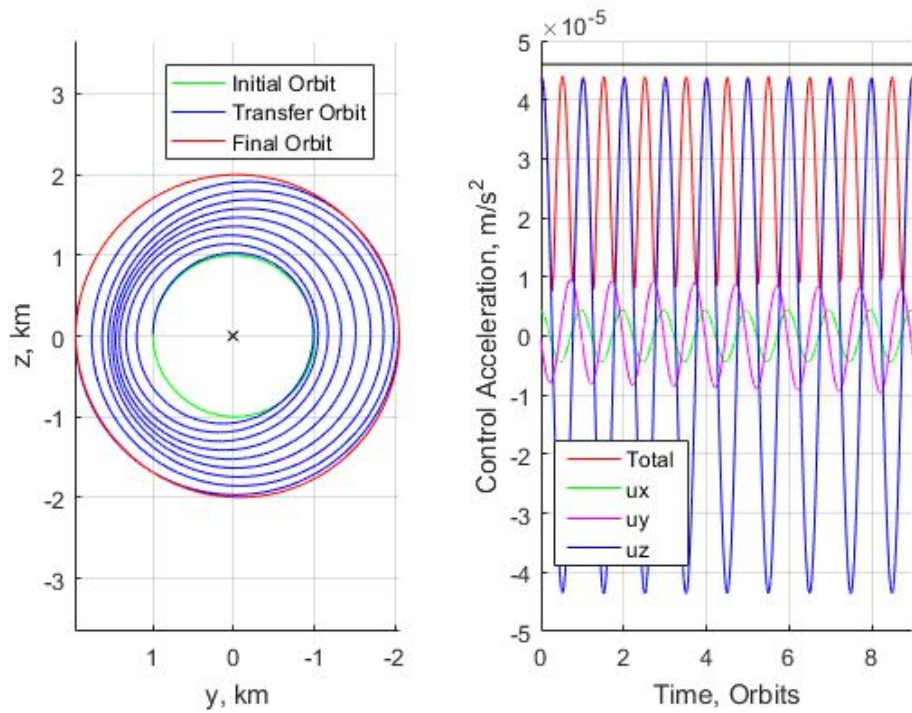 Initial Orbit
Transfer Orbit
Final Orbit
3
2
1
0
-1
-2
-3
z, km
1 0 -1 -2
y, km
×10⁻⁵
5
4
3
2
1
0
-1
-2
-3
-4
-5
Control Acceleration, m/s²
Total
ux
uy
uz
0 2 4 6 8
Time, Orbits